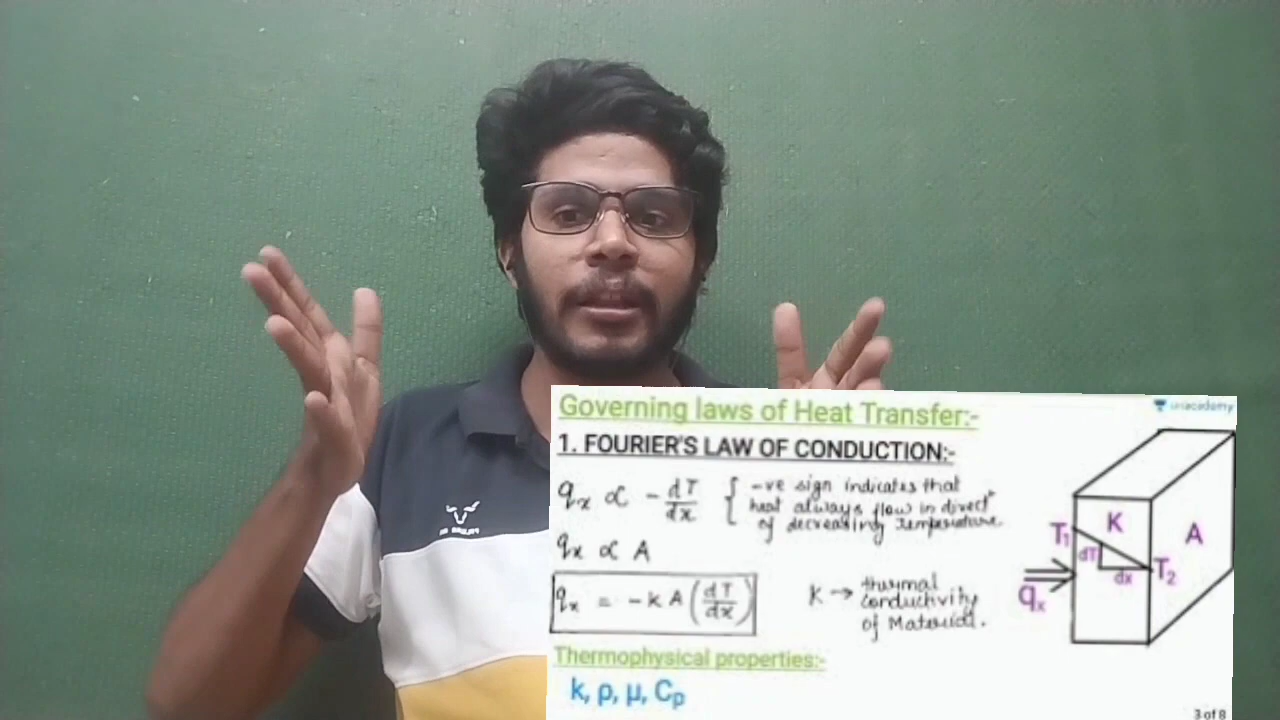 Governing laws of Heat Transfer:-
unacademy
1. FOURIER'S LAW OF CONDUCTION:-
qx ∝ - dT/dx { -ve sign indicates that
heat always flow in direct^n
of decreasing Temperature.
qx ∝ A
qx = -KA(dT/dx)
K → thermal
conductivity
of Material.
K
A
T1
dT
dx
T2
qx
Thermophysical properties:-
k, ρ, μ, Cp
3 of 8